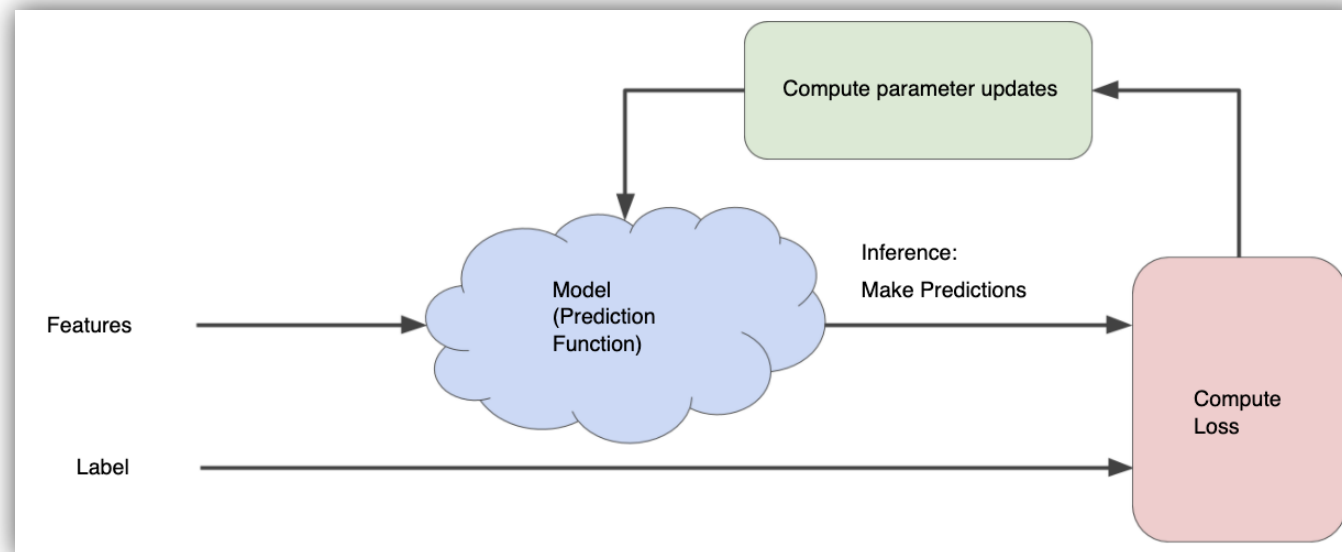 Compute parameter updates
Inference:
Make Predictions
Model
(Prediction
Function)
Features
Compute
Loss
Label